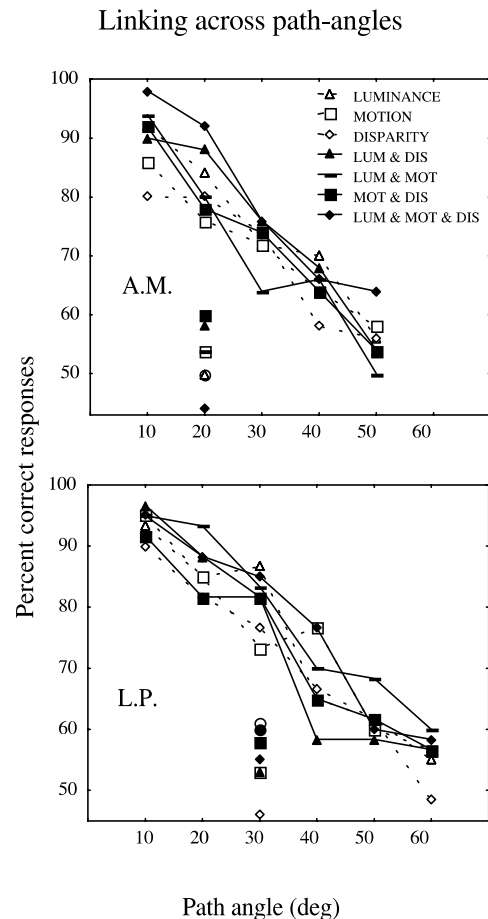 Linking across path-angles
100
90
80
70
60
50
LUMINANCE
MOTION
DISPARITY
LUM & DIS
LUM & MOT
MOT & DIS
LUM & MOT & DIS
A.M.
10 20 30 40 50 60
Percent correct responses
100
90
80
70
60
50
L.P.
10 20 30 40 50 60
Path angle (deg)